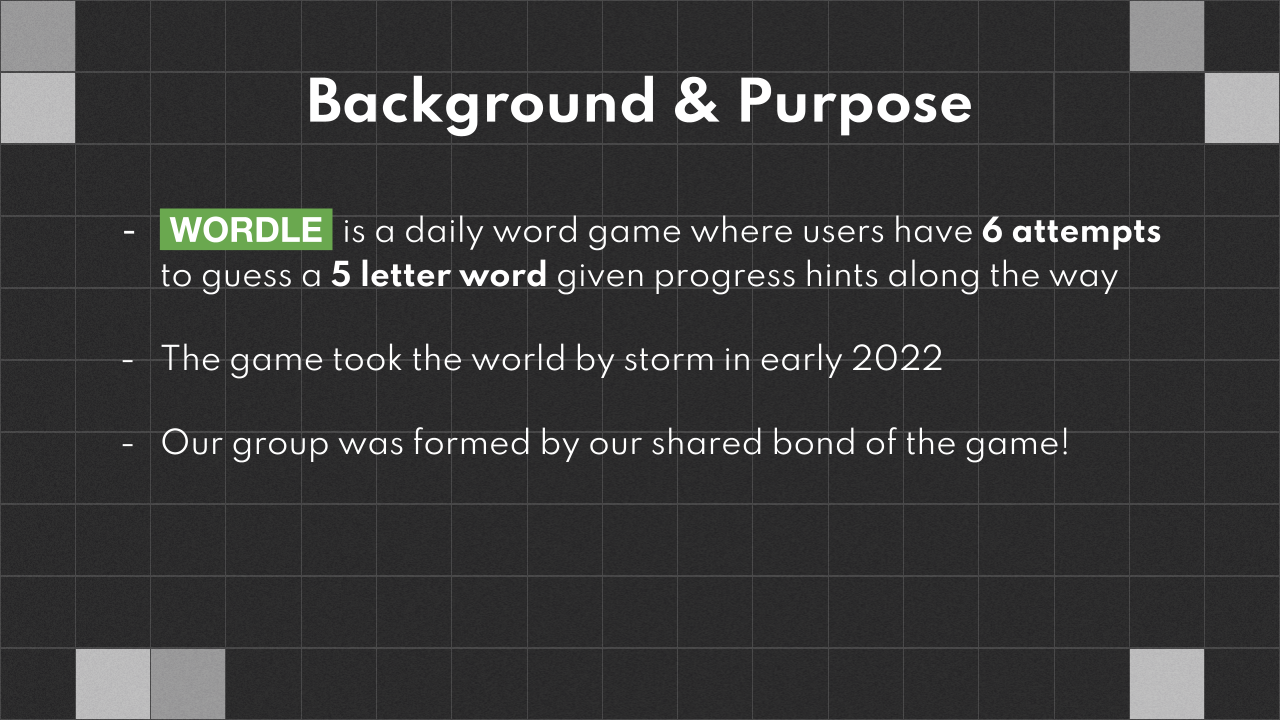 Background & Purpose
- WORDLE is a daily word game where users have 6 attempts
to guess a 5 letter word given progress hints along the way
- The game took the world by storm in early 2022
- Our group was formed by our shared bond of the game!